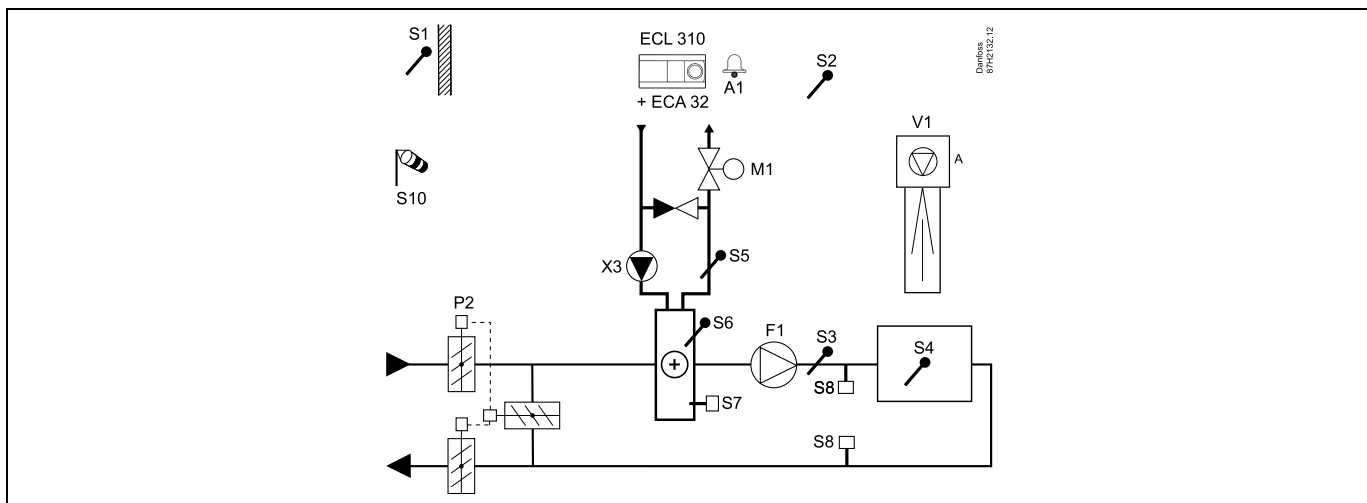 S1
ECL 310
A1
+ ECA 32
S2
Danfoss
87H2132.12
V1
A
S10
M1
X3
S5
P2
S6
F1
S3
S4
S8
S7
S8
+